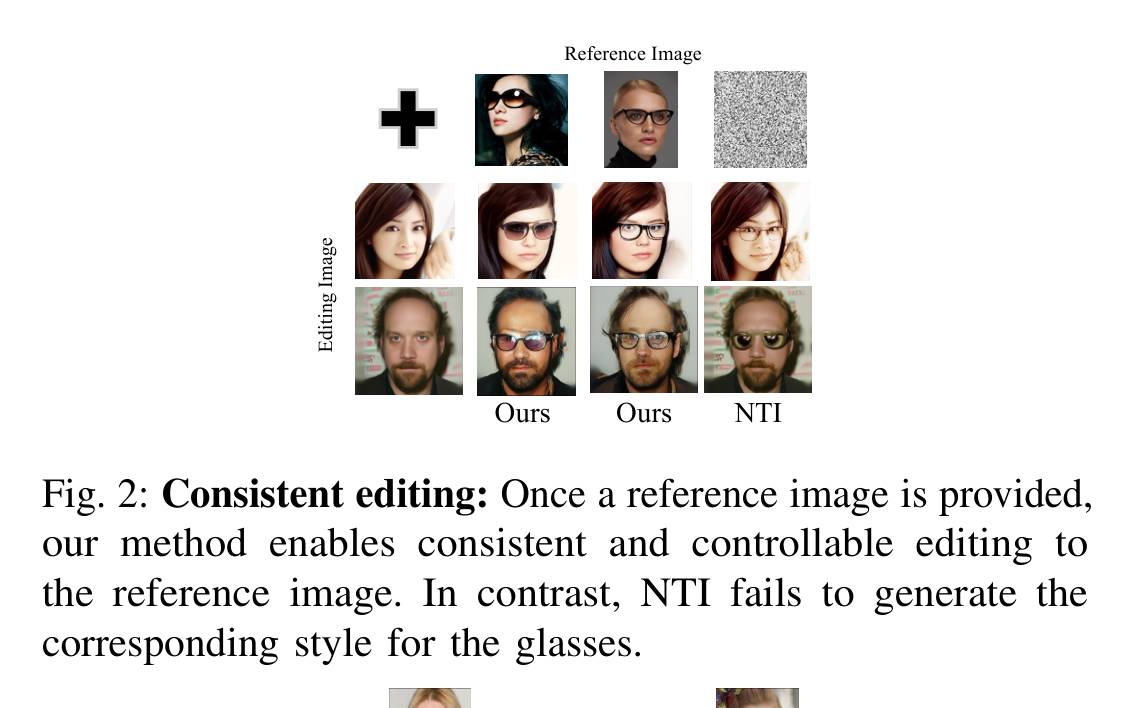 Reference Image
Editing Image
Ours Ours NTI
Fig. 2: Consistent editing: Once a reference image is provided,
our method enables consistent and controllable editing to
the reference image. In contrast, NTI fails to generate the
corresponding style for the glasses.